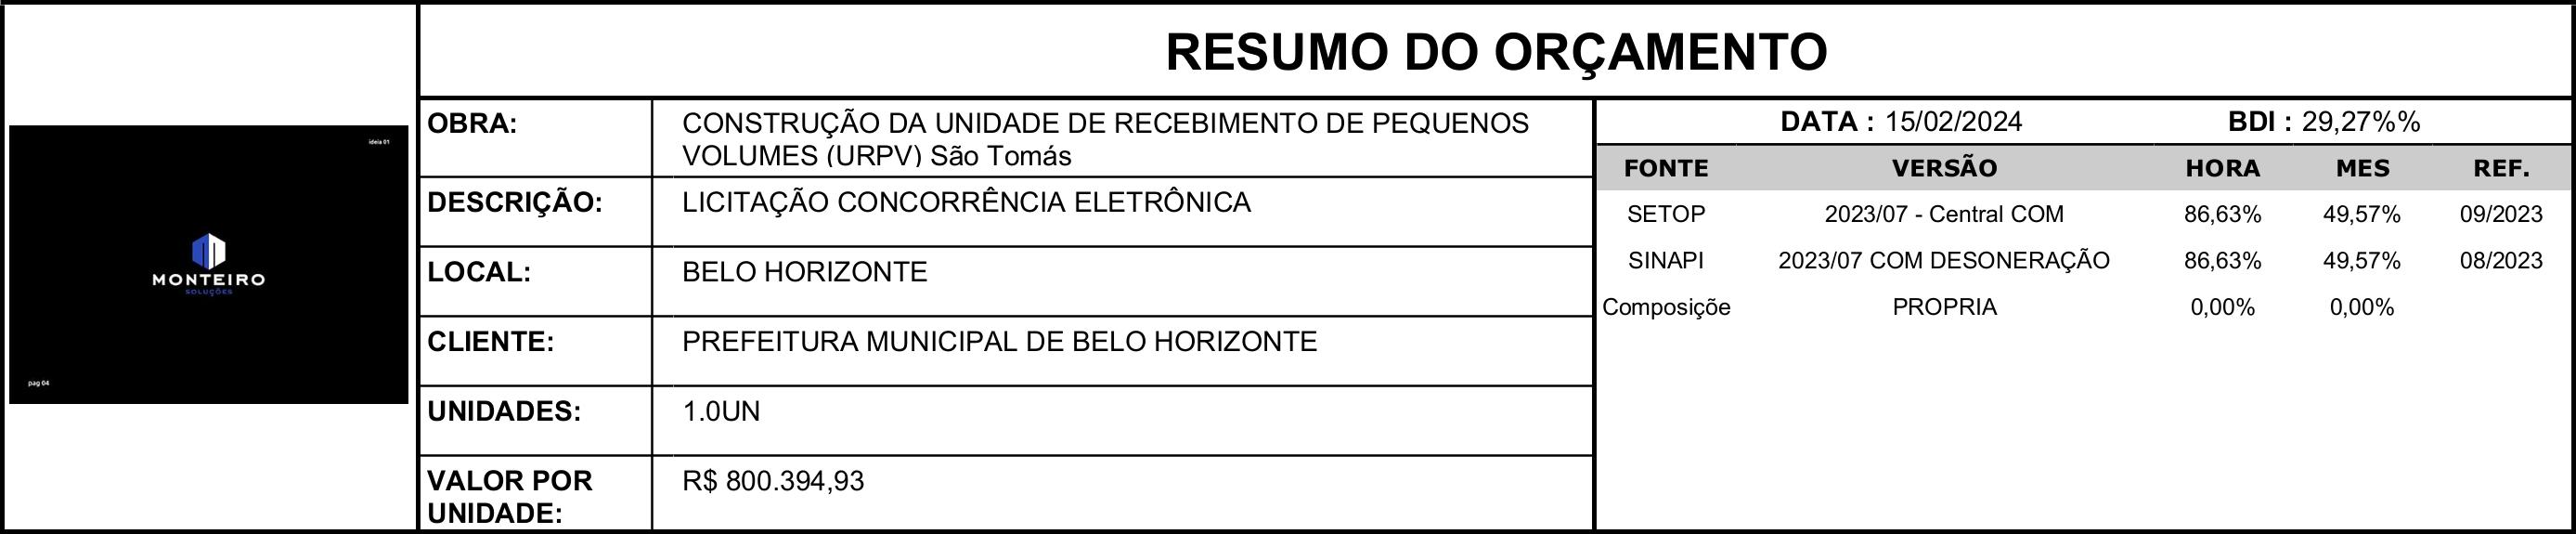 RESUMO DO ORÇAMENTO
ideia 01
MONTEIRO
SOLUÇÕES
pag 04
OBRA: CONSTRUÇÃO DA UNIDADE DE RECEBIMENTO DE PEQUENOS
VOLUMES (URPV) São Tomás
DESCRIÇÃO: LICITAÇÃO CONCORRÊNCIA ELETRÔNICA
LOCAL: BELO HORIZONTE
CLIENTE: PREFEITURA MUNICIPAL DE BELO HORIZONTE
UNIDADES: 1.0UN
VALOR POR R$ 800.394,93
UNIDADE:
DATA : 15/02/2024 BDI : 29,27%%
FONTE VERSÃO HORA MES REF.
SETOP 2023/07 - Central COM 86,63% 49,57% 09/2023
SINAPI 2023/07 COM DESONERAÇÃO 86,63% 49,57% 08/2023
Composiçõe PROPRIA 0,00% 0,00%